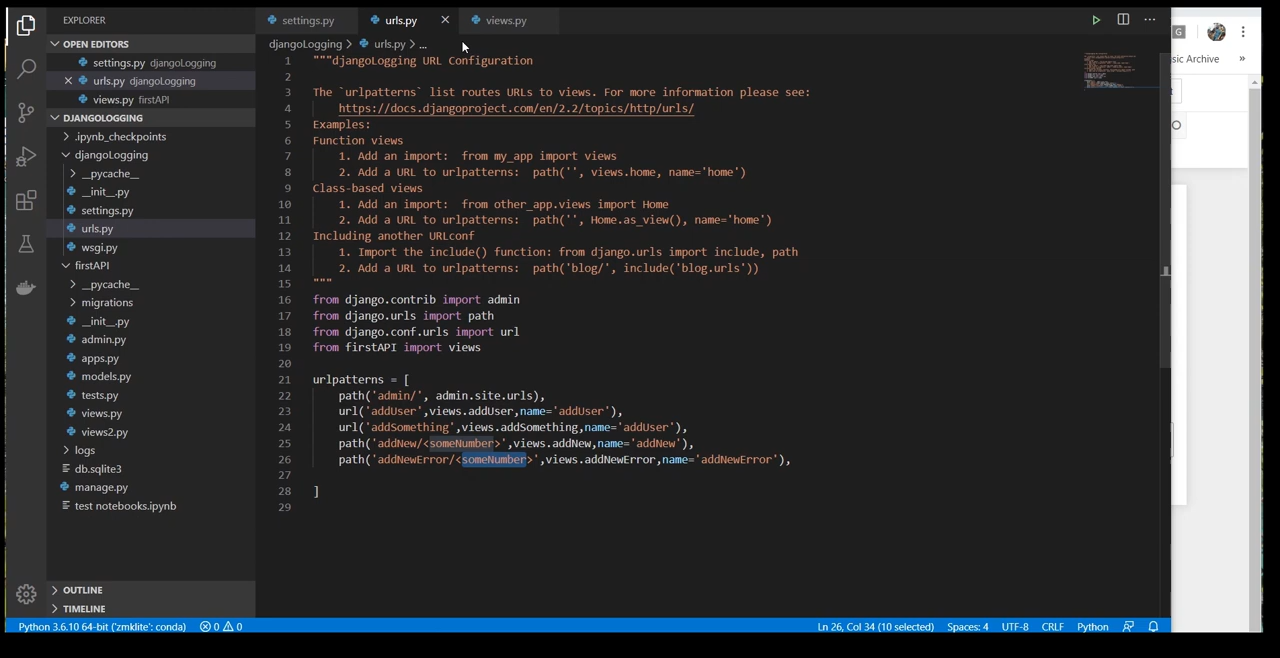 EXPLORER
OPEN EDITORS
settings.py djangoLogging
urls.py djangoLogging
views.py firstAPI
DJANGOLOGGING
.ipynb_checkpoints
djangoLogging
__pycache__
__init__.py
settings.py
urls.py
wsgi.py
firstAPI
__pycache__
migrations
__init__.py
admin.py
apps.py
models.py
tests.py
views.py
views2.py
logs
db.sqlite3
manage.py
test notebooks.ipynb
OUTLINE
TIMELINE
settings.py urls.py views.py
djangoLogging > urls.py > ...
1 """djangoLogging URL Configuration
2
3 The `urlpatterns` list routes URLs to views. For more information please see:
4 https://docs.djangoproject.com/en/2.2/topics/http/urls/
5 Examples:
6 Function views
7 1. Add an import:  from my_app import views
8 2. Add a URL to urlpatterns:  path('', views.home, name='home')
9 Class-based views
10 1. Add an import:  from other_app.views import Home
11 2. Add a URL to urlpatterns:  path('', Home.as_view(), name='home')
12 Including another URLconf
13 1. Import the include() function: from django.urls import include, path
14 2. Add a URL to urlpatterns:  path('blog/', include('blog.urls'))
15 """
16 from django.contrib import admin
17 from django.urls import path
18 from django.conf.urls import url
19 from firstAPI import views
20
21 urlpatterns = [
22 path('admin/', admin.site.urls),
23 url('addUser',views.addUser,name='addUser'),
24 url('addSomething',views.addSomething,name='addUser'),
25 path('addNew/<someNumber>',views.addNew,name='addNew'),
26 path('addNewError/<someNumber>',views.addNewError,name='addNewError'),
27
28 ]
29
G
sic Archive »
Python 3.6.10 64-bit ('zmklite': conda) 0 0 Ln 26, Col 34 (10 selected) Spaces: 4 UTF-8 CRLF Python